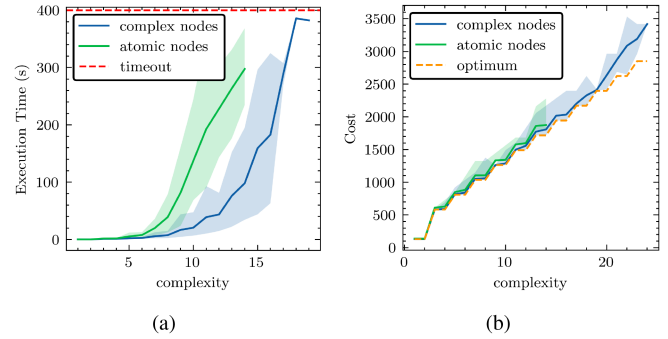 400
300
200
100
0
Execution Time (s)
complex nodes
atomic nodes
timeout
5
10
15
complexity
(a)
3500
3000
2500
2000
1500
1000
500
0
Cost
complex nodes
atomic nodes
optimum
0
10
20
complexity
(b)